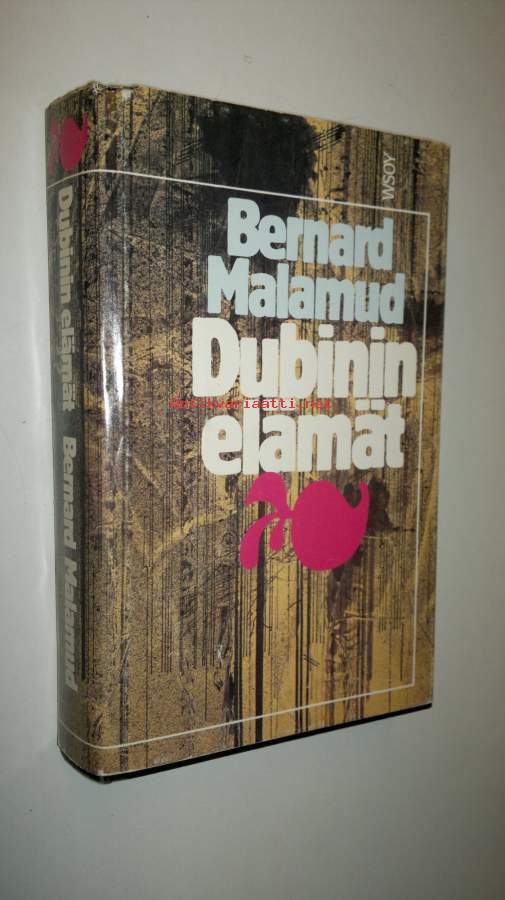 WSOY
Bernard
Malamud
Dubinin
elämät
antikvariaatti.net
Dubinin elämät Bernard Malamud